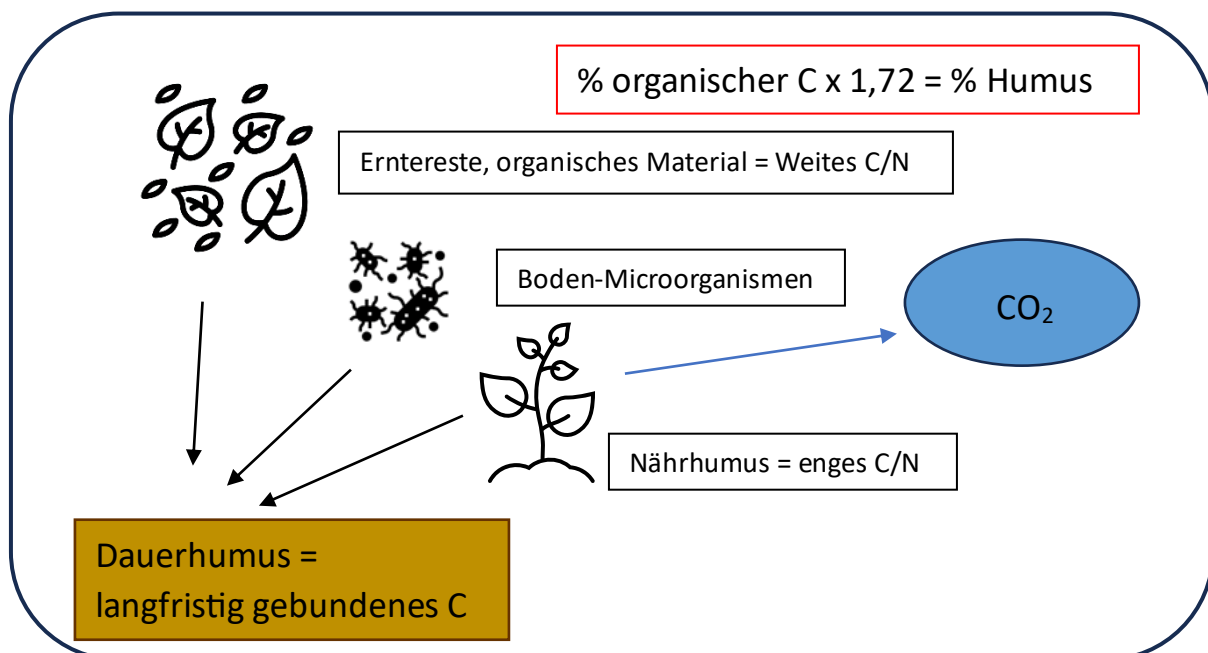 % organischer C x 1,72 = % Humus
Erntereste, organisches Material = Weites C/N
Boden-Microorganismen
CO₂
Nährhumus = enges C/N
Dauerhumus =
langfristig gebundenes C